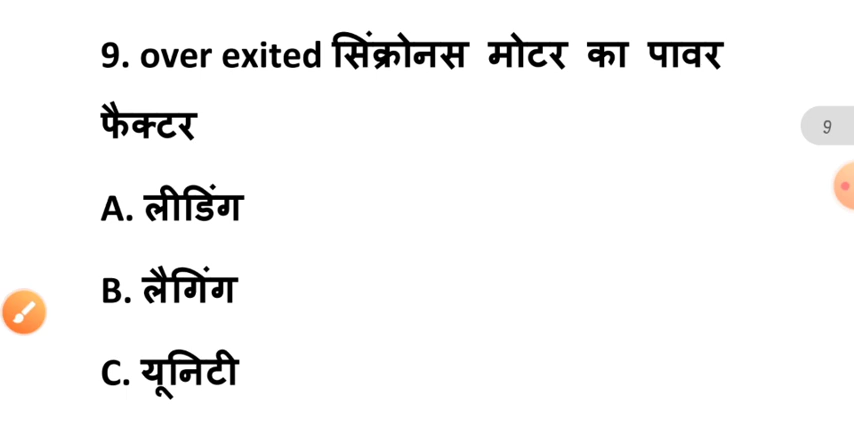 9. over exited सिंक्रोनस मोटर का पावर
फैक्टर
A. लीडिंग
B. लैगिंग
C. यूनिटी
9